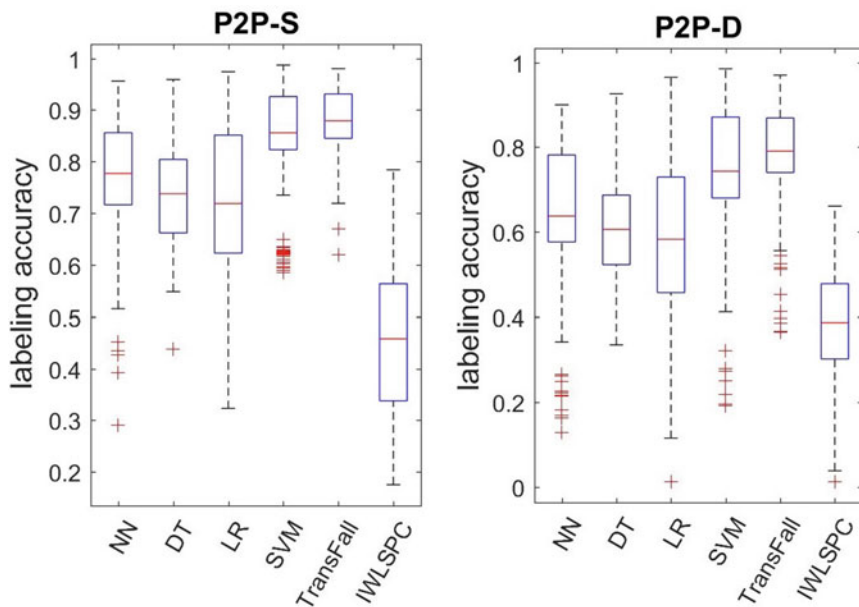 P2P-S
labeling accuracy
1
0.9
0.8
0.7
0.6
0.5
0.4
0.3
0.2
NN
DT
LR
SVM
TransFall
IWLSPC
P2P-D
labeling accuracy
1
0.8
0.6
0.4
0.2
0
NN
DT
LR
SVM
TransFall
IWLSPC